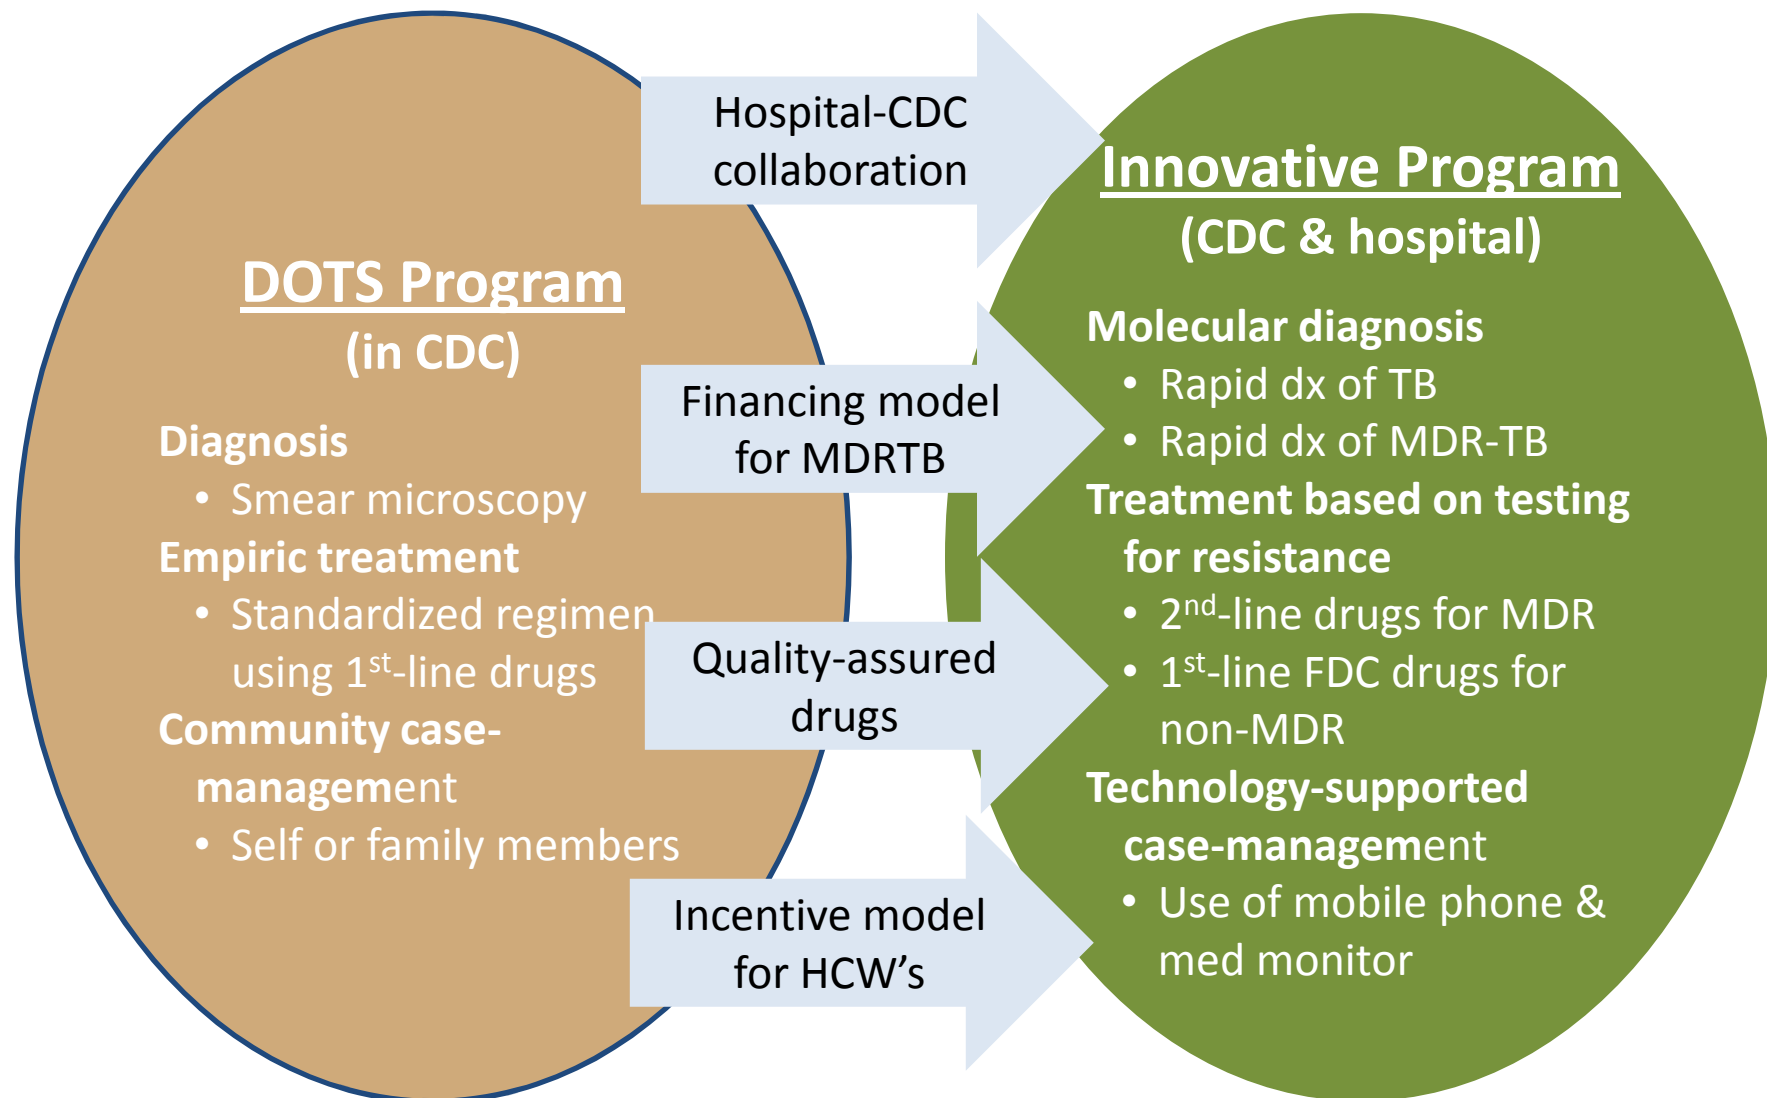 DOTS Program
(in CDC)
Diagnosis
• Smear microscopy
Empiric treatment
• Standardized regimen
using 1st-line drugs
Community case-
management
• Self or family members
Hospital-CDC
collaboration
Financing model
for MDRTB
Quality-assured
drugs
Incentive model
for HCW’s
Innovative Program
(CDC & hospital)
Molecular diagnosis
• Rapid dx of TB
• Rapid dx of MDR-TB
Treatment based on testing
for resistance
• 2nd-line drugs for MDR
• 1st-line FDC drugs for
non-MDR
Technology-supported
case-management
• Use of mobile phone &
med monitor